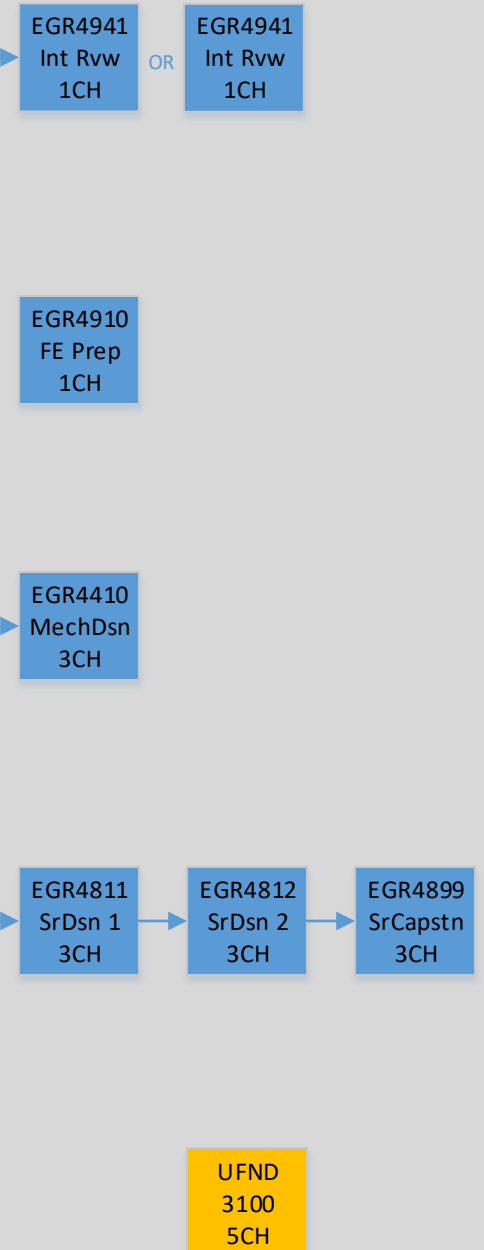 EGR4941
Int Rvw
1CH
OR
EGR4941
Int Rvw
1CH
EGR4910
FE Prep
1CH
EGR4410
MechDsn
3CH
EGR4811
SrDsn 1
3CH
EGR4812
SrDsn 2
3CH
EGR4899
SrCapstn
3CH
UFND
3100
5CH